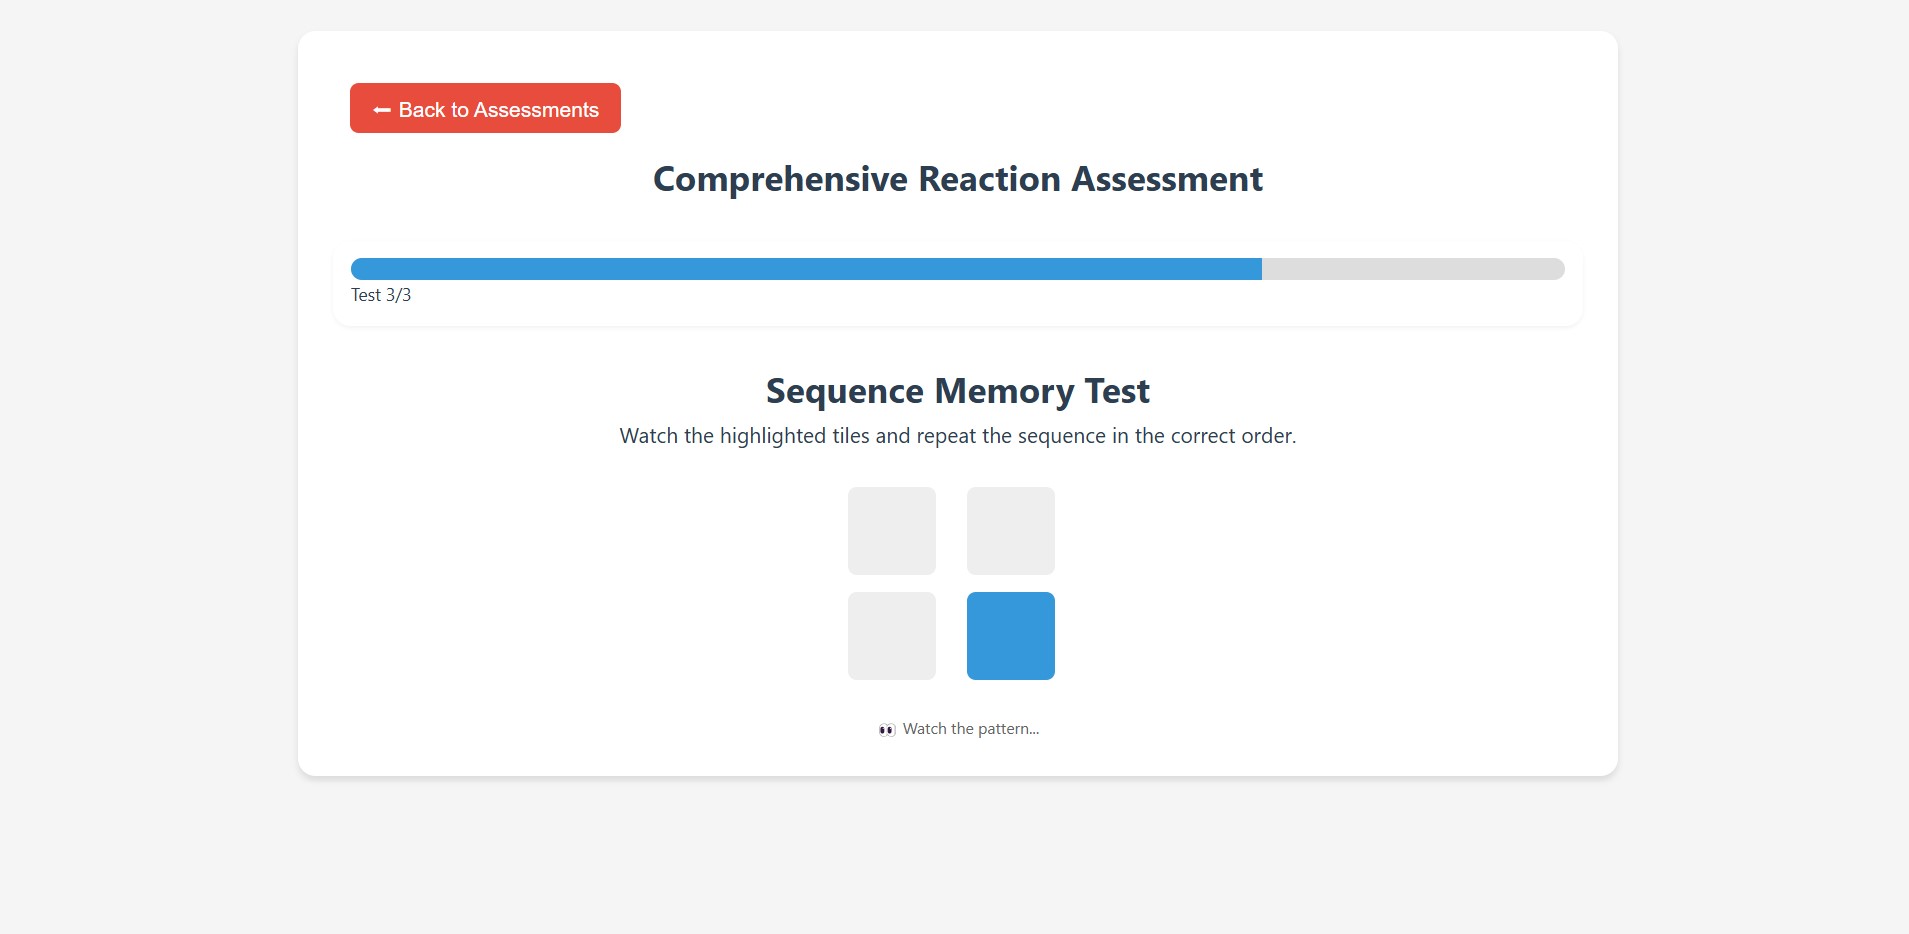 ← Back to Assessments
Comprehensive Reaction Assessment
Test 3/3
Sequence Memory Test
Watch the highlighted tiles and repeat the sequence in the correct order.
👀 Watch the pattern...